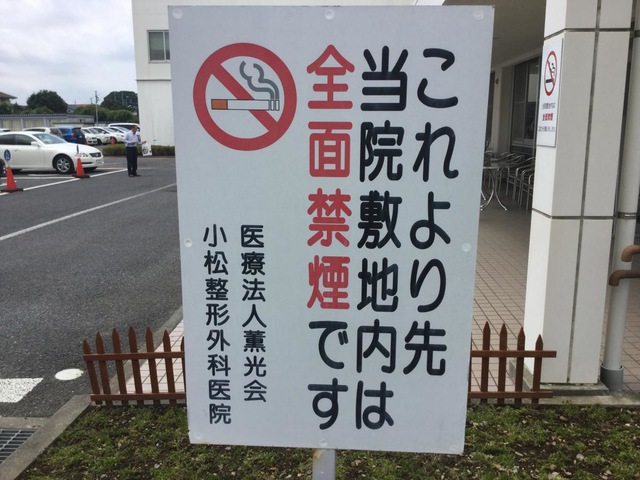 これより先
当院敷地内は
全面禁煙です
医療法人薫光会
小松整形外科医院